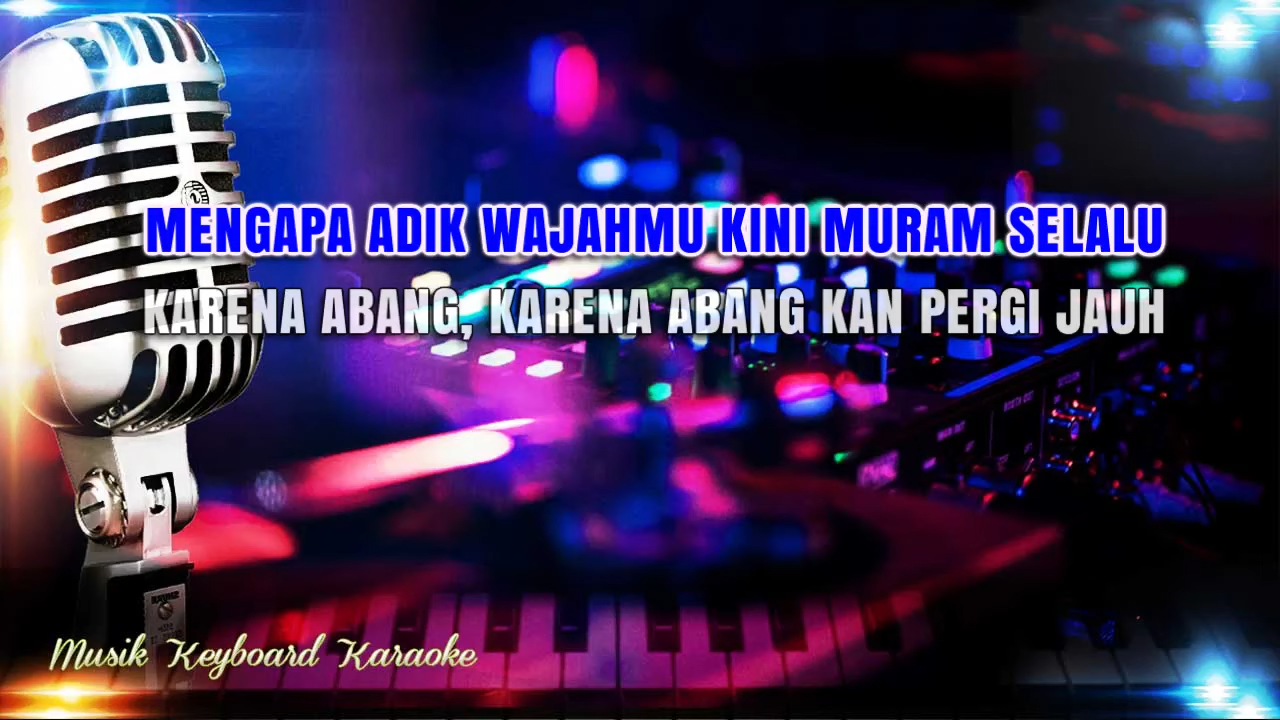 MENGAPA ADIK WAJAHMU KINI MURAM SELALU
KARENA ABANG, KARENA ABANG KAN PERGI JAUH
Musik Keyboard Karaoke